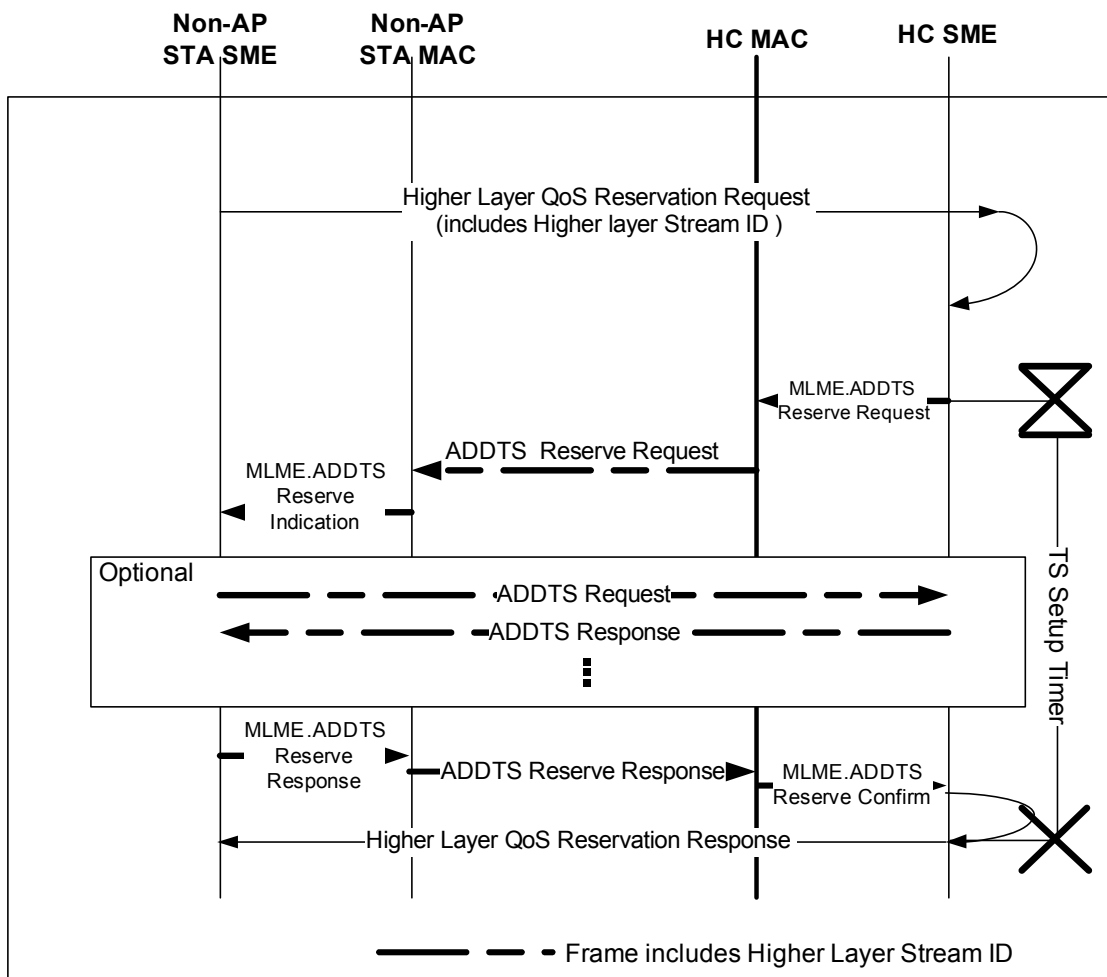 Non-AP
STA SME
Non-AP
STA MAC
HC MAC
HC SME
Higher Layer QoS Reservation Request
(includes Higher layer Stream ID )
MLME.ADDTS
Reserve Request
ADDTS Reserve Request
MLME.ADDTS
Reserve
Indication
Optional
ADDTS Request
ADDTS Response
TS Setup Timer
MLME.ADDTS
Reserve
Response
ADDTS Reserve Response
MLME.ADDTS
Reserve Confirm
Higher Layer QoS Reservation Response
Frame includes Higher Layer Stream ID